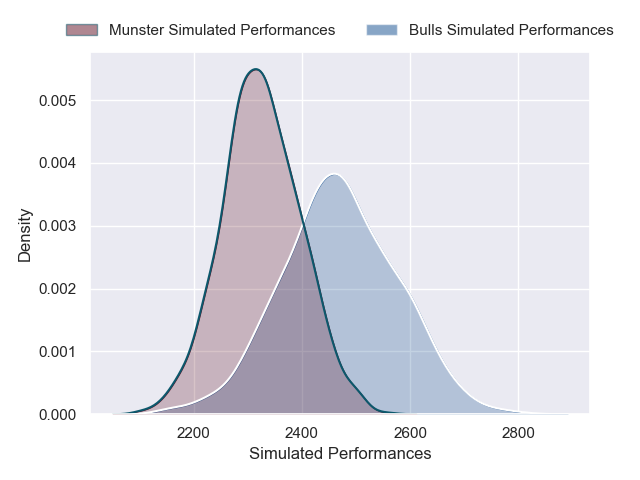 Munster Simulated Performances
Bulls Simulated Performances
0.005
0.004
0.003
0.002
0.001
0.000
Density
2200
2400
2600
2800
Simulated Performances